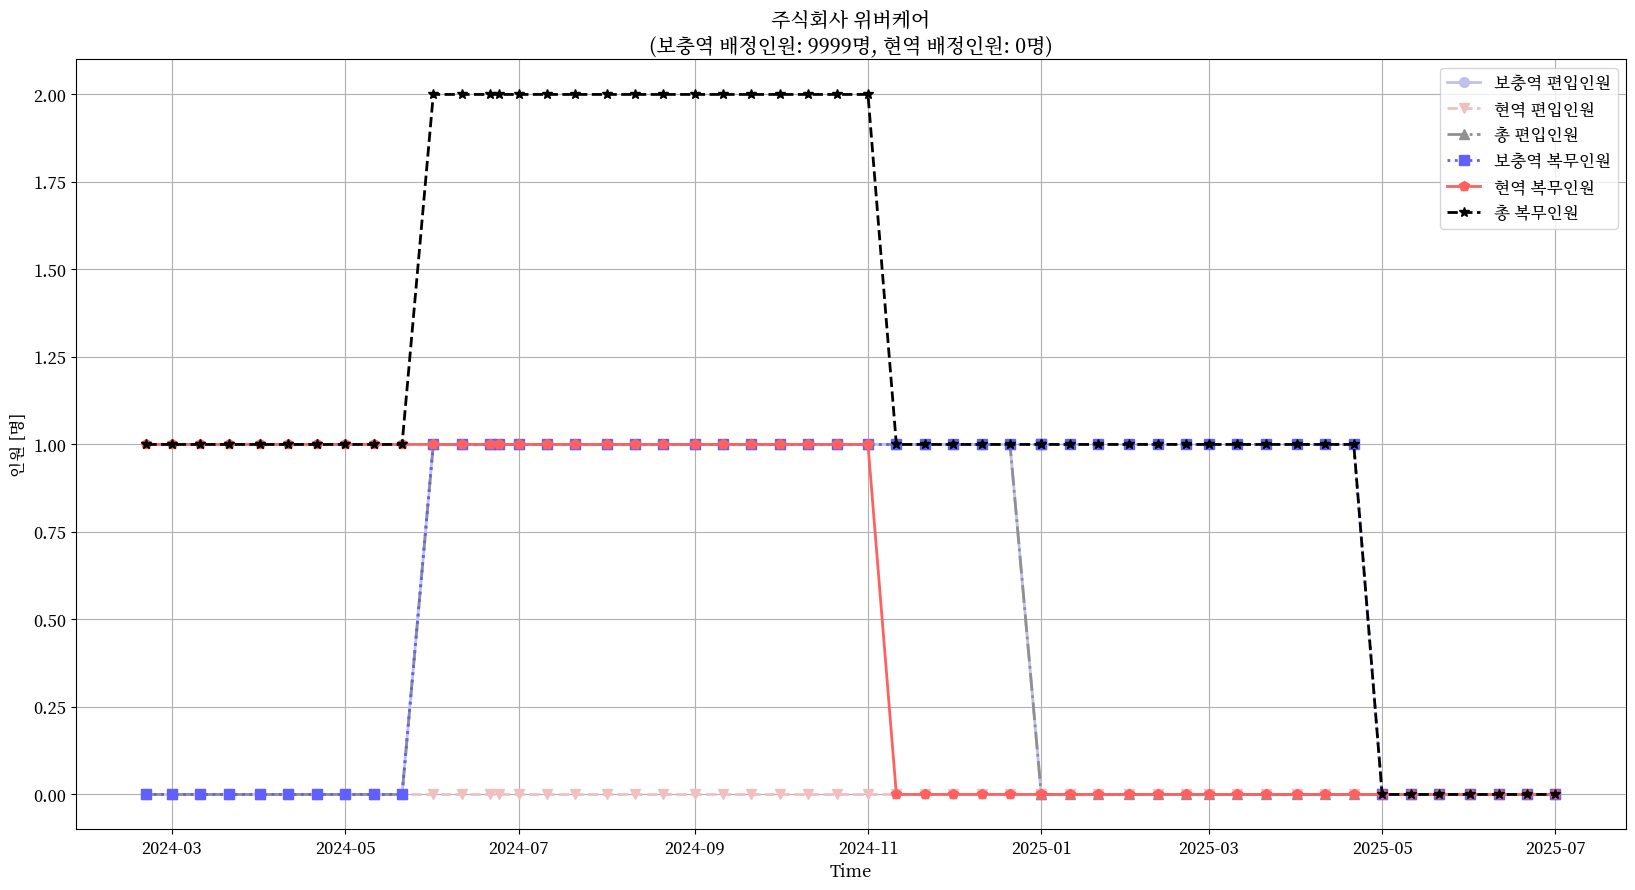 주식회사 위버케어
(보충역 배정인원: 9999명, 현역 배정인원: 0명)
보충역 편입인원
현역 편입인원
총 편입인원
보충역 복무인원
현역 복무인원
총 복무인원
인원 [명]
2.00
1.75
1.50
1.25
1.00
0.75
0.50
0.25
0.00
2024-03
2024-05
2024-07
2024-09
2024-11
2025-01
2025-03
2025-05
2025-07
Time